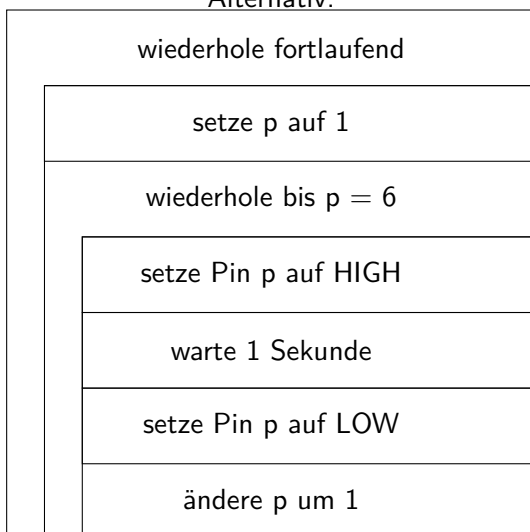 Alternativ:
wiederhole fortlaufend
setze p auf 1
wiederhole bis p = 6
setze Pin p auf HIGH
warte 1 Sekunde
setze Pin p auf LOW
ändere p um 1